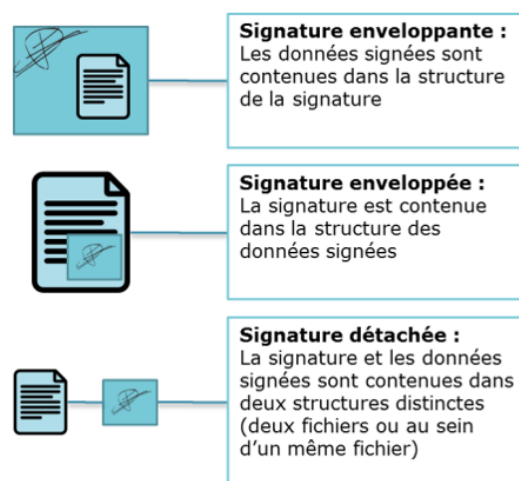 Signature enveloppante :
Les données signées sont
contenues dans la structure
de la signature
Signature enveloppée :
La signature est contenue
dans la structure des
données signées
Signature détachée :
La signature et les données
signées sont contenues dans
deux structures distinctes
(deux fichiers ou au sein
d'un même fichier)